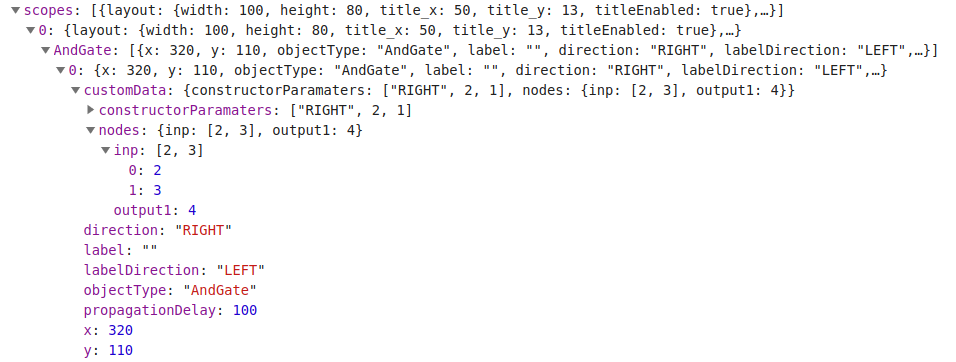 scopes: [{layout: {width: 100, height: 80, title_x: 50, title_y: 13, titleEnabled: true},…}]
0: {layout: {width: 100, height: 80, title_x: 50, title_y: 13, titleEnabled: true},…}
AndGate: [{x: 320, y: 110, objectType: "AndGate", label: "", direction: "RIGHT", labelDirection: "LEFT",…}]
0: {x: 320, y: 110, objectType: "AndGate", label: "", direction: "RIGHT", labelDirection: "LEFT",…}
customData: {constructorParamaters: ["RIGHT", 2, 1], nodes: {inp: [2, 3], output1: 4}}
constructorParamaters: ["RIGHT", 2, 1]
nodes: {inp: [2, 3], output1: 4}
inp: [2, 3]
0: 2
1: 3
output1: 4
direction: "RIGHT"
label: ""
labelDirection: "LEFT"
objectType: "AndGate"
propagationDelay: 100
x: 320
y: 110